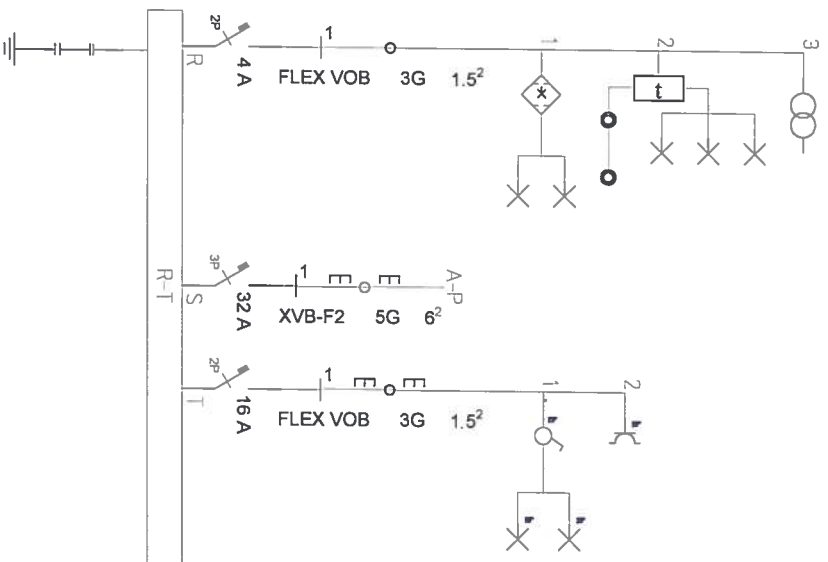 2P
R
4 A
1
FLEX VOB 3G 1.5²
1
2
3
t
3P
R-T
S
32 A
1
XVB-F2 5G 6²
A-P
2P
T
16 A
1
FLEX VOB 3G 1.5²
1
2